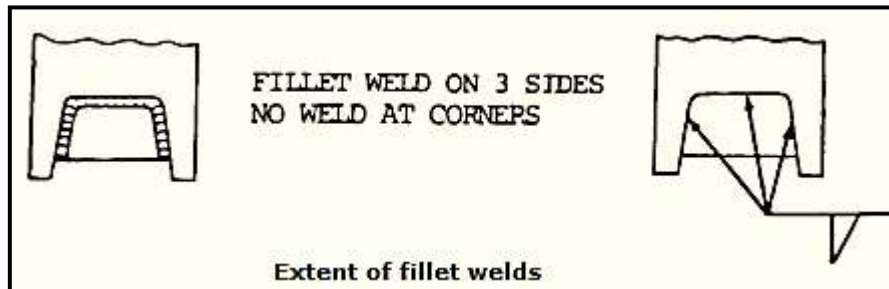 FILLET WELD ON 3 SIDES
NO WELD AT CORNEPS
Extent of fillet welds